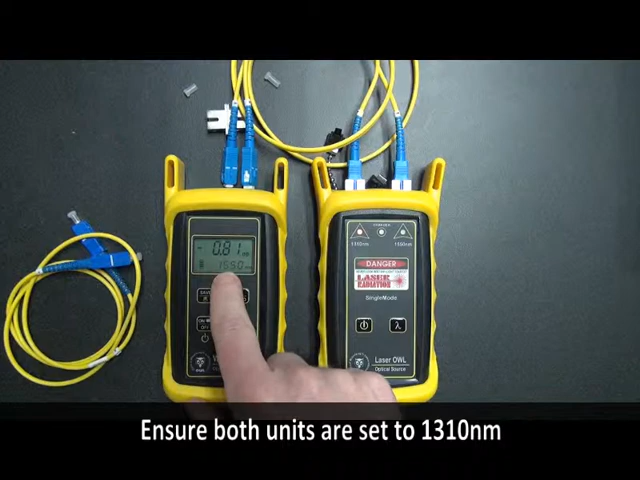 - 0.81
1550
1310nm
1550nm
DANGER
LASER
RADIATION
SingleMode
λ
Laser OWL
Optical Source
Ensure both units are set to 1310nm